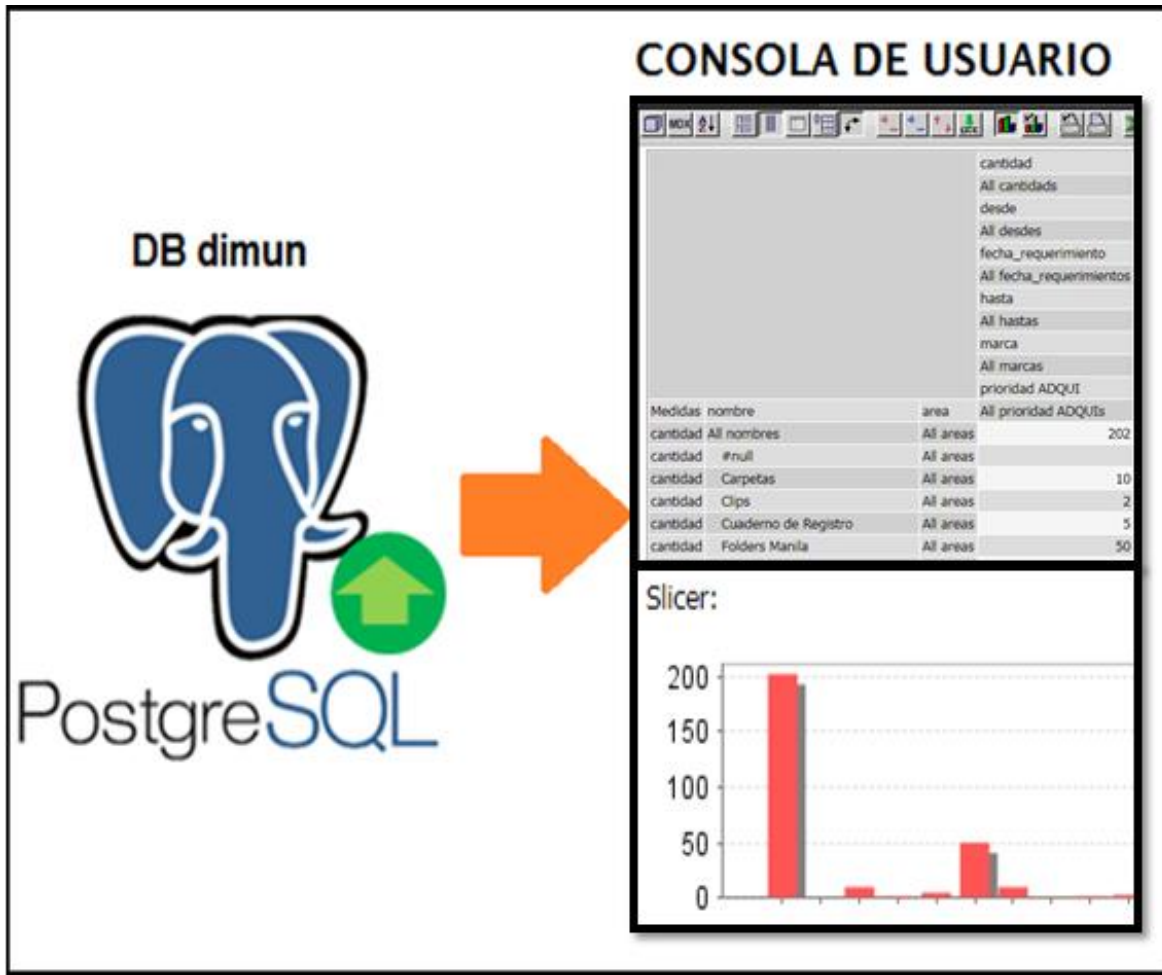 CONSOLA DE USUARIO
DB dimun
PostgreSQL
MDX
cantidad
All cantidads
desde
All desdes
fecha_requerimiento
All fecha_requerimientos
hasta
All hastas
marca
All marcas
prioridad ADQUI
Medidas nombre area All prioridad ADQUIs
cantidad All nombres All areas 202
cantidad #null All areas
cantidad Carpetas All areas 10
cantidad Clips All areas 2
cantidad Cuaderno de Registro All areas 5
cantidad Folders Manila All areas 50
Slicer:
200
150
100
50
0